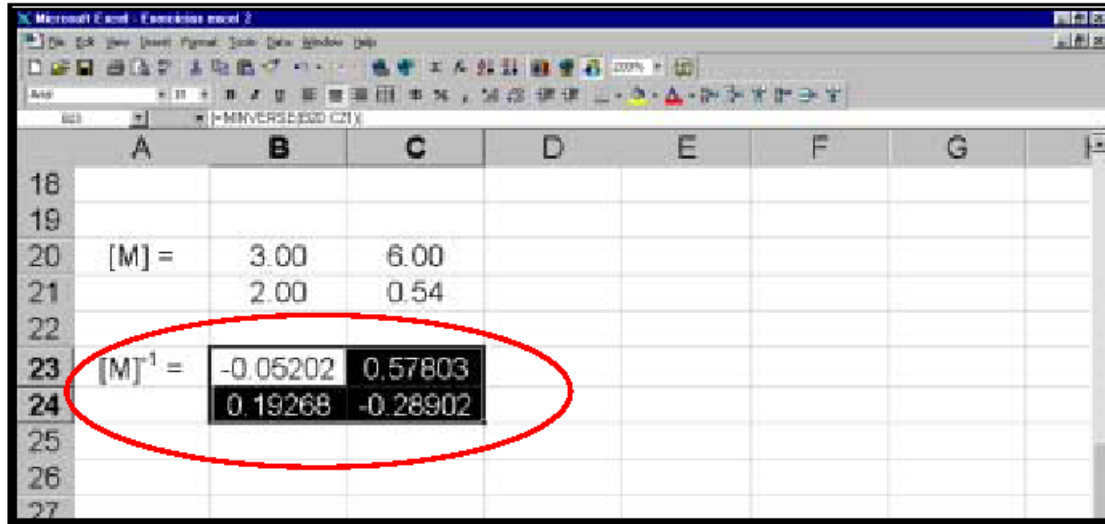 Microsoft Excel - Exercicios excel 2
File Edit View Insert Format Tools Data Window Help
200%
Arial
B23 {=MINVERSE(B20:C21)}
A B C D E F G H
18
19
20 [M] = 3.00 6.00
21 2.00 0.54
22
23 [M]-1 = -0.05202 0.57803
24 0.19268 -0.28902
25
26
27